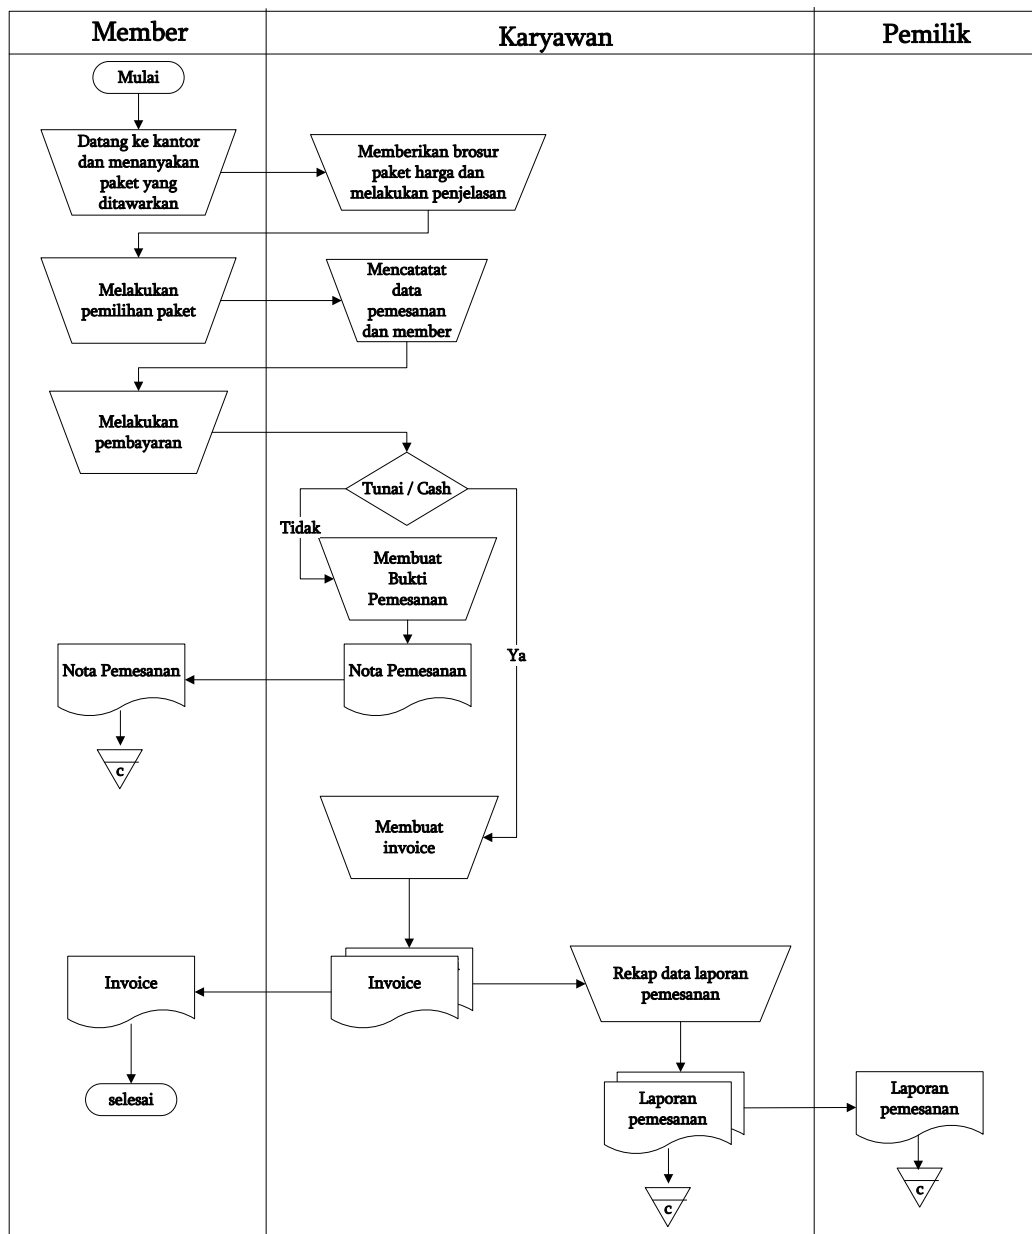 Member
Karyawan
Pemilik
Mulai
Datang ke kantor
dan menanyakan
paket yang
ditawarkan
Memberikan brosur
paket harga dan
melakukan penjelasan
Melakukan
pemilihan paket
Mencatatat
data
pemesanan
dan member
Melakukan
pembayaran
Tunai / Cash
Tidak
Membuat
Bukti
Pemesanan
Ya
Nota Pemesanan
Nota Pemesanan
C
Membuat
invoice
Invoice
Invoice
Rekap data laporan
pemesanan
selesai
Laporan
pemesanan
Laporan
pemesanan
C
C